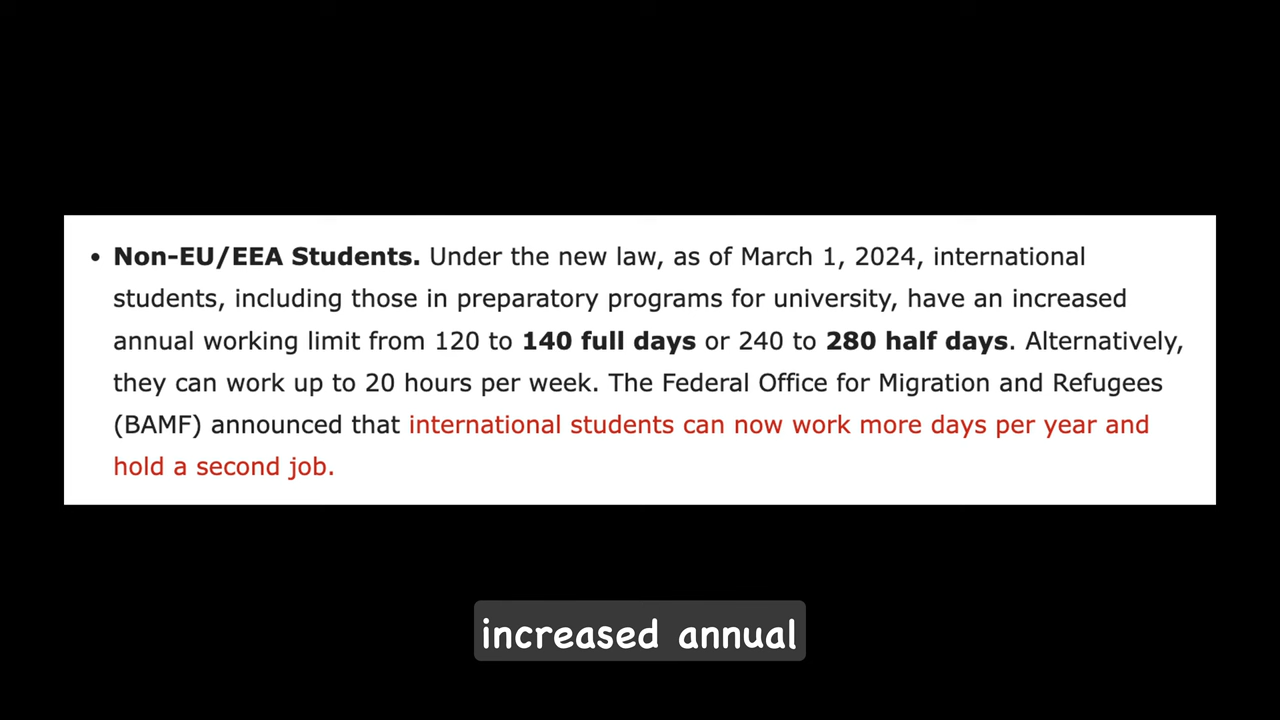 • Non-EU/EEA Students. Under the new law, as of March 1, 2024, international
students, including those in preparatory programs for university, have an increased
annual working limit from 120 to 140 full days or 240 to 280 half days. Alternatively,
they can work up to 20 hours per week. The Federal Office for Migration and Refugees
(BAMF) announced that international students can now work more days per year and
hold a second job.
increased annual